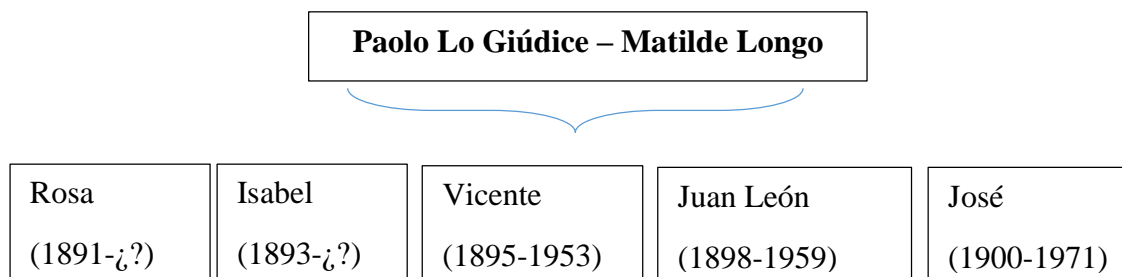 Paolo Lo Giúdice – Matilde Longo
Rosa
(1891-¿?)
Isabel
(1893-¿?)
Vicente
(1895-1953)
Juan León
(1898-1959)
José
(1900-1971)